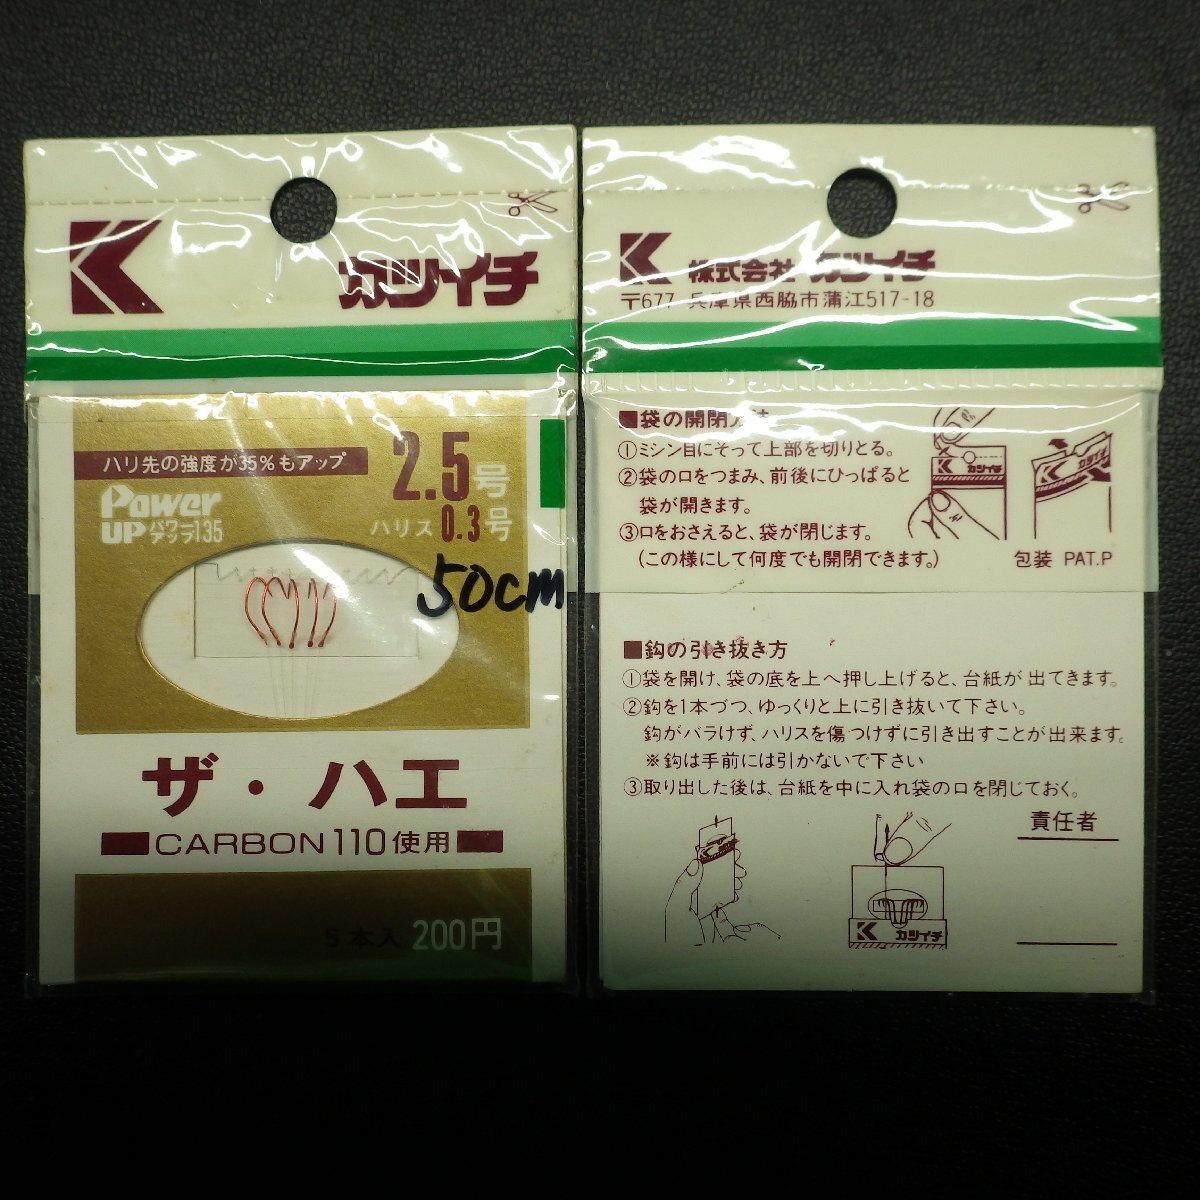 カツイチ
ハリ先の強度が35%もアップ
2.5号
Power
UP パワーアップ135
ハリス0.3号
50cm
ザ・ハエ
CARBON110使用
5本入 200円
株式会社カツイチ
〒677 兵庫県西脇市蒲江517-18
■袋の開閉方法
①ミシン目にそって上部を切りとる。
②袋の口をつまみ、前後にひっぱると
袋が開きます。
③口をおさえると、袋が閉じます。
(この様にして何度でも開閉できます。)
カツイチ
カツイチ
包装 PAT.P
■鈎の引き抜き方
①袋を開け、袋の底を上へ押し上げると、台紙が出てきます。
②鈎を1本づつ、ゆっくりと上に引き抜いて下さい。
鈎がバラけず、ハリスを傷つけずに引き出すことが出来ます。
※鈎は手前には引かないで下さい
③取り出した後は、台紙を中に入れ袋の口を閉じておく。
責任者
カツイチ